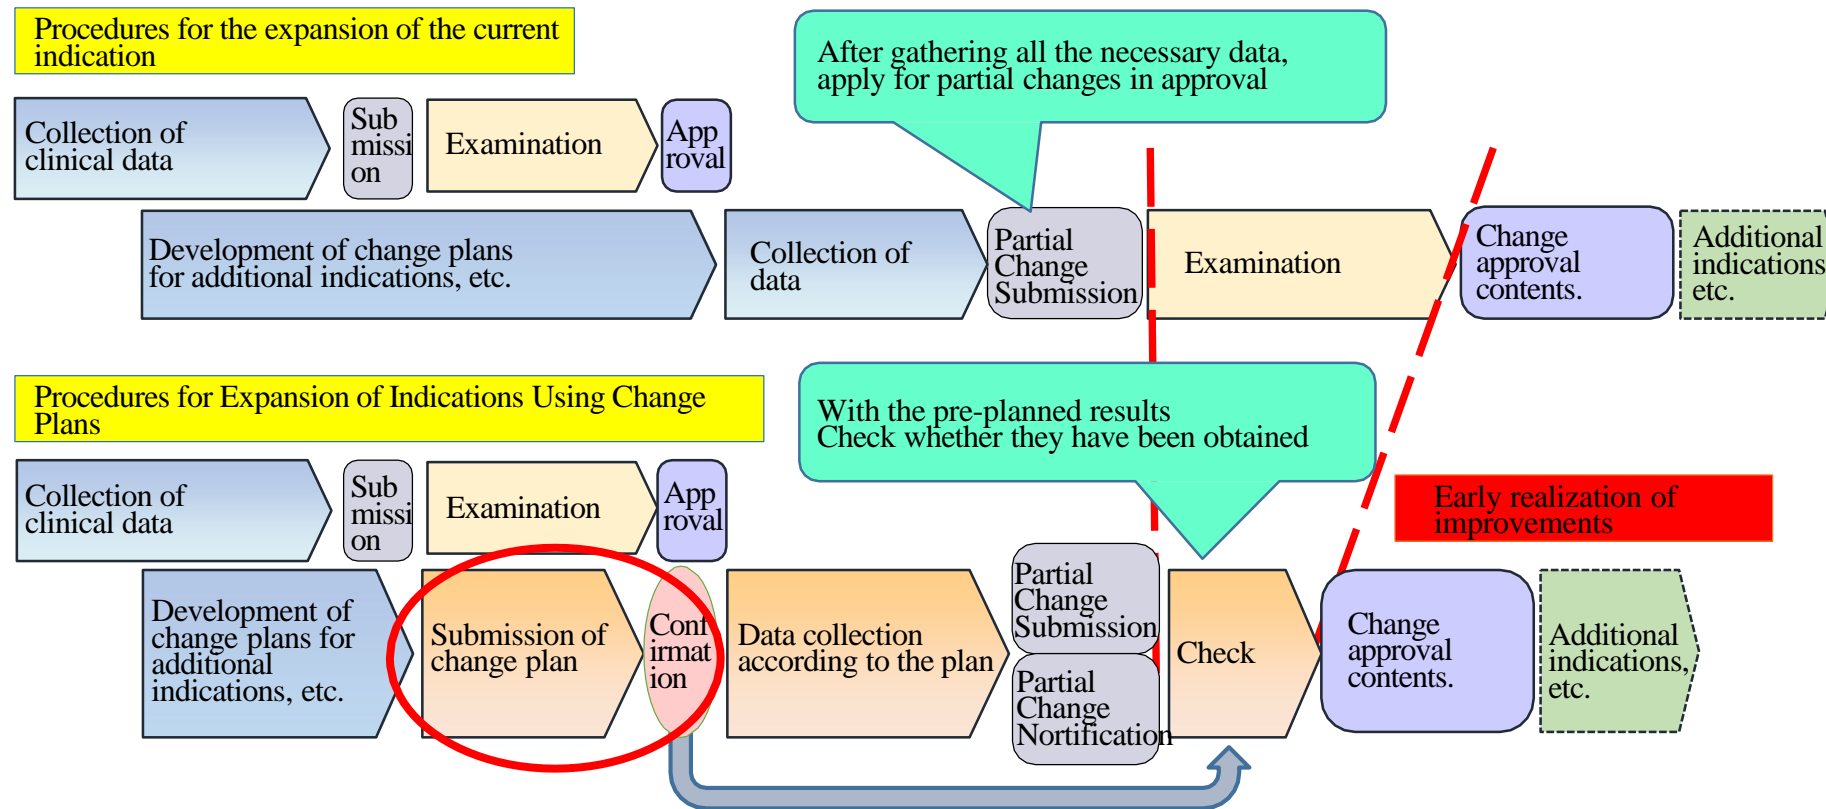 Procedures for the expansion of the current
indication
After gathering all the necessary data,
apply for partial changes in approval
Collection of
clinical data
Sub
missi
on
Examination
App
roval
Development of change plans
for additional indications, etc.
Collection of
data
Partial
Change
Submission
Examination
Change
approval
contents.
Additional
indications
etc.
Procedures for Expansion of Indications Using Change
Plans
With the pre-planned results
Check whether they have been obtained
Collection of
clinical data
Sub
missi
on
Examination
App
roval
Early realization of
improvements
Development of
change plans for
additional
indications, etc.
Submission of
change plan
Conf
irmat
ion
Data collection
according to the plan
Partial
Change
Submission
Partial
Change
Nortification
Check
Change
approval
contents.
Additional
indications,
etc.